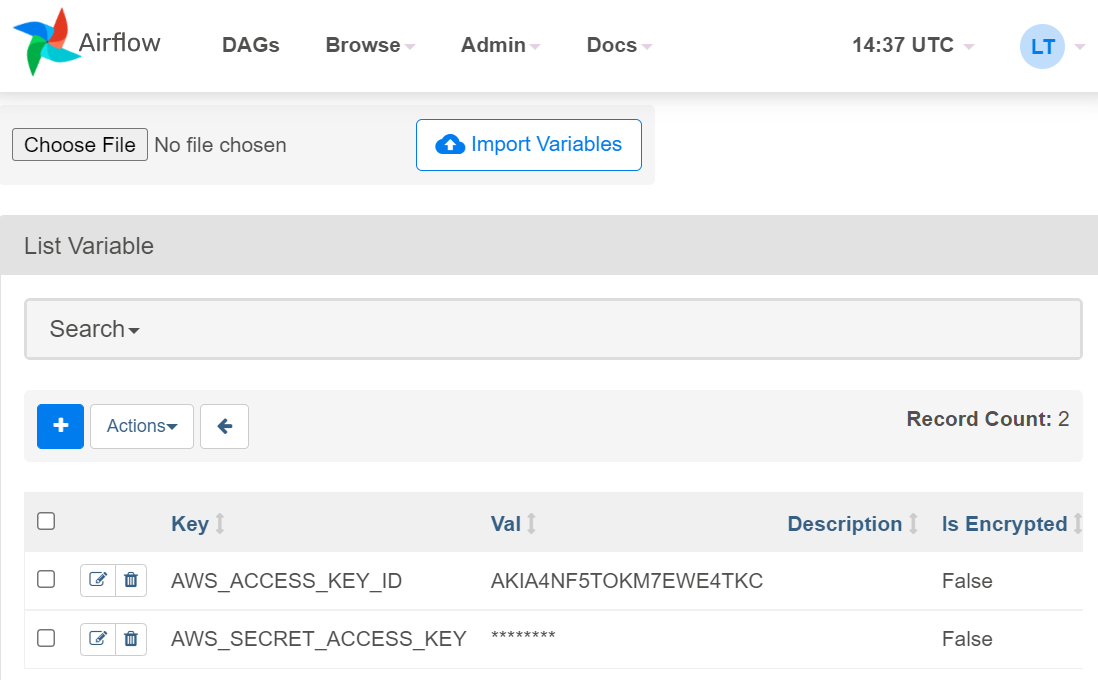 Airflow DAGs Browse Admin Docs 14:37 UTC LT
Choose File No file chosen Import Variables
List Variable
Search
+ Actions Record Count: 2
Key Val Description Is Encrypted
AWS_ACCESS_KEY_ID AKIA4NF5TOKM7EWE4TKC False
AWS_SECRET_ACCESS_KEY ******** False